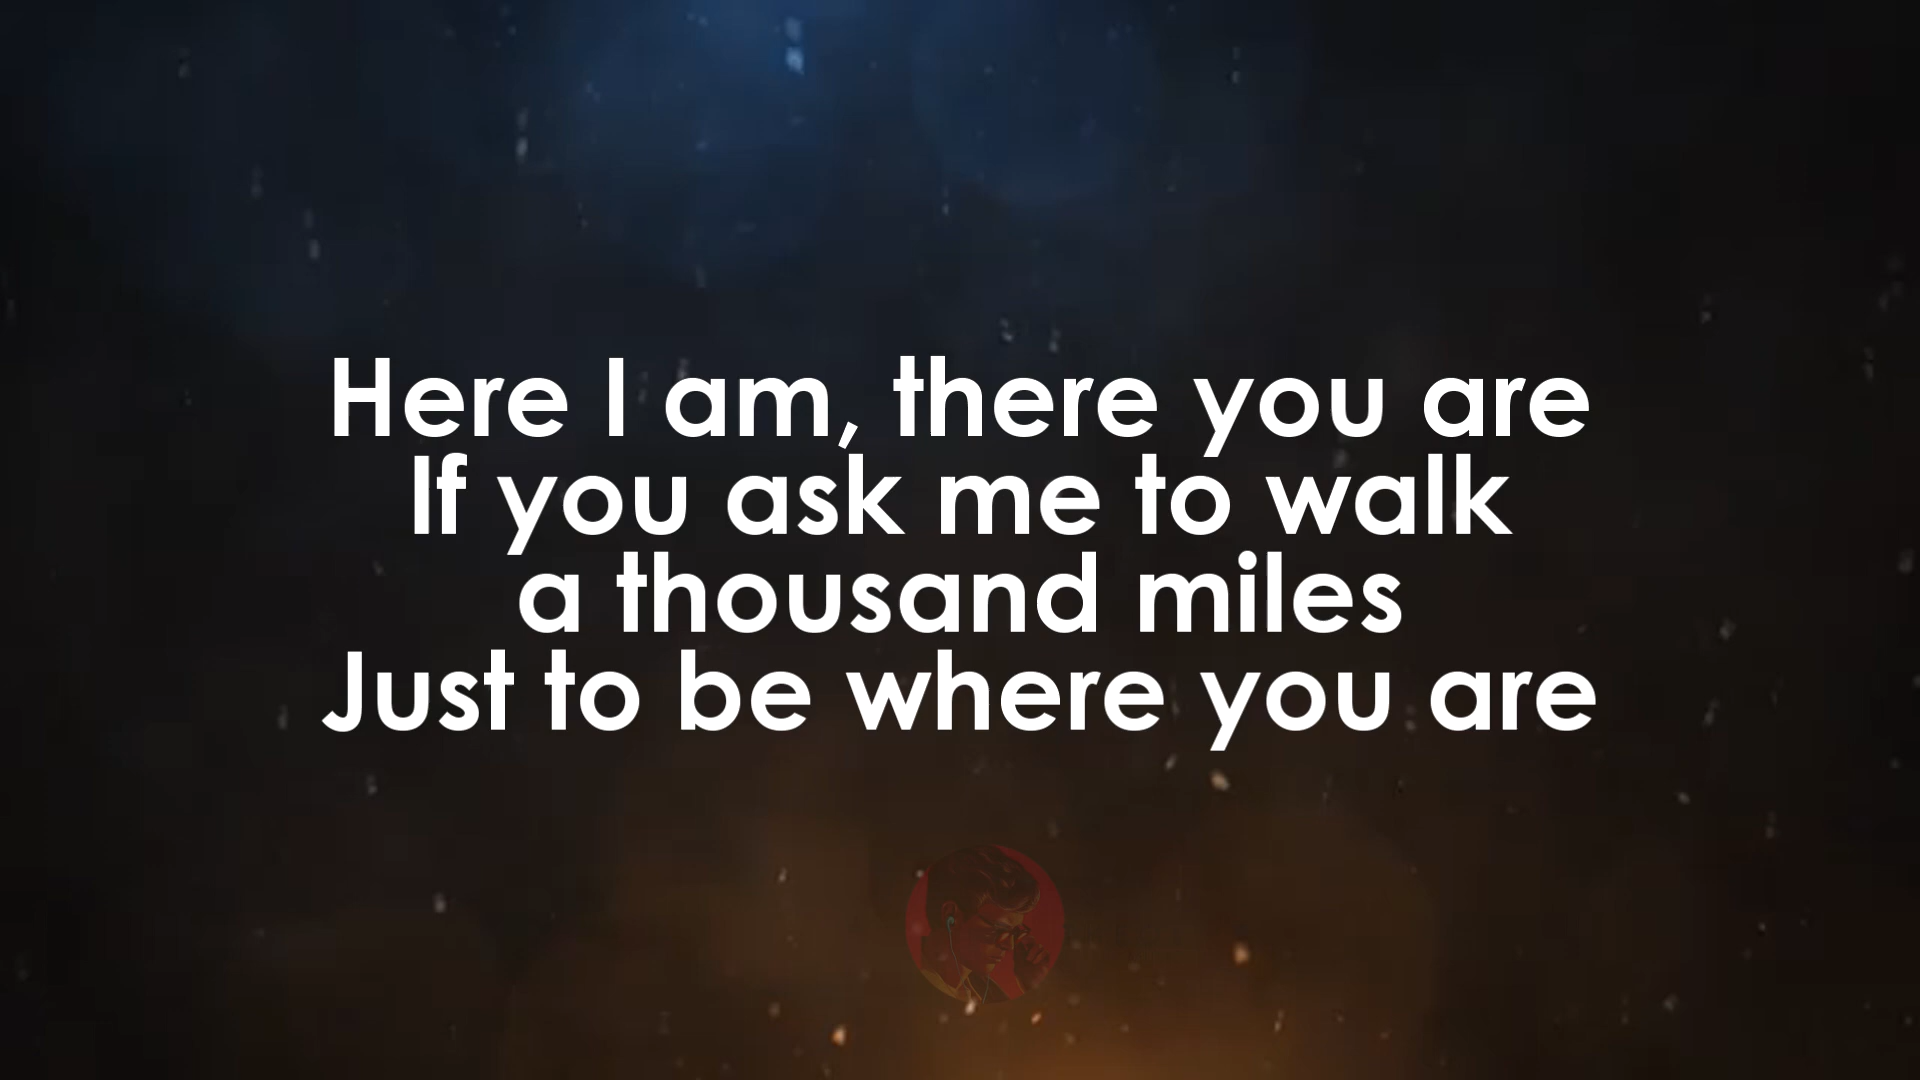 Here I am, there you are
If you ask me to walk
a thousand miles
Just to be where you are